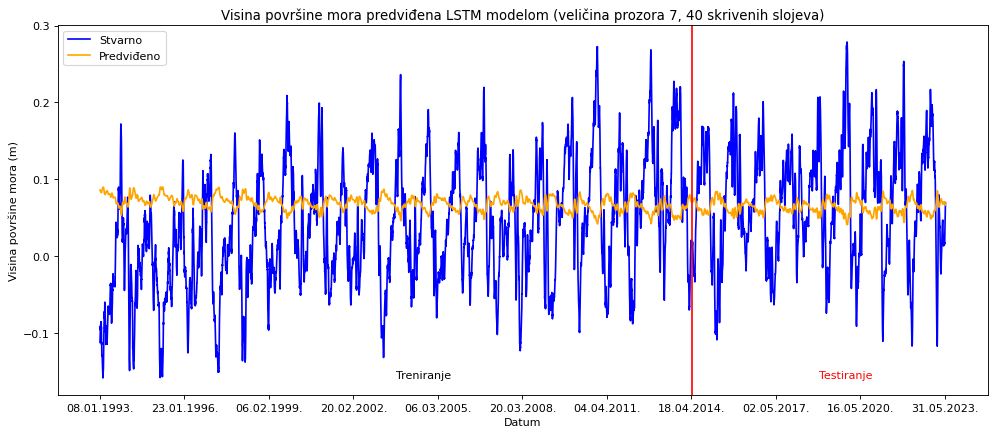 Visina površine mora predviđena LSTM modelom (veličina prozora 7, 40 skrivenih slojeva)
Stvarno
Predviđeno
0.3
0.2
0.1
0.0
−0.1
Visina površine mora (m)
Treniranje
Testiranje
08.01.1993. 23.01.1996. 06.02.1999. 20.02.2002. 06.03.2005. 20.03.2008. 04.04.2011. 18.04.2014. 02.05.2017. 16.05.2020. 31.05.2023.
Datum